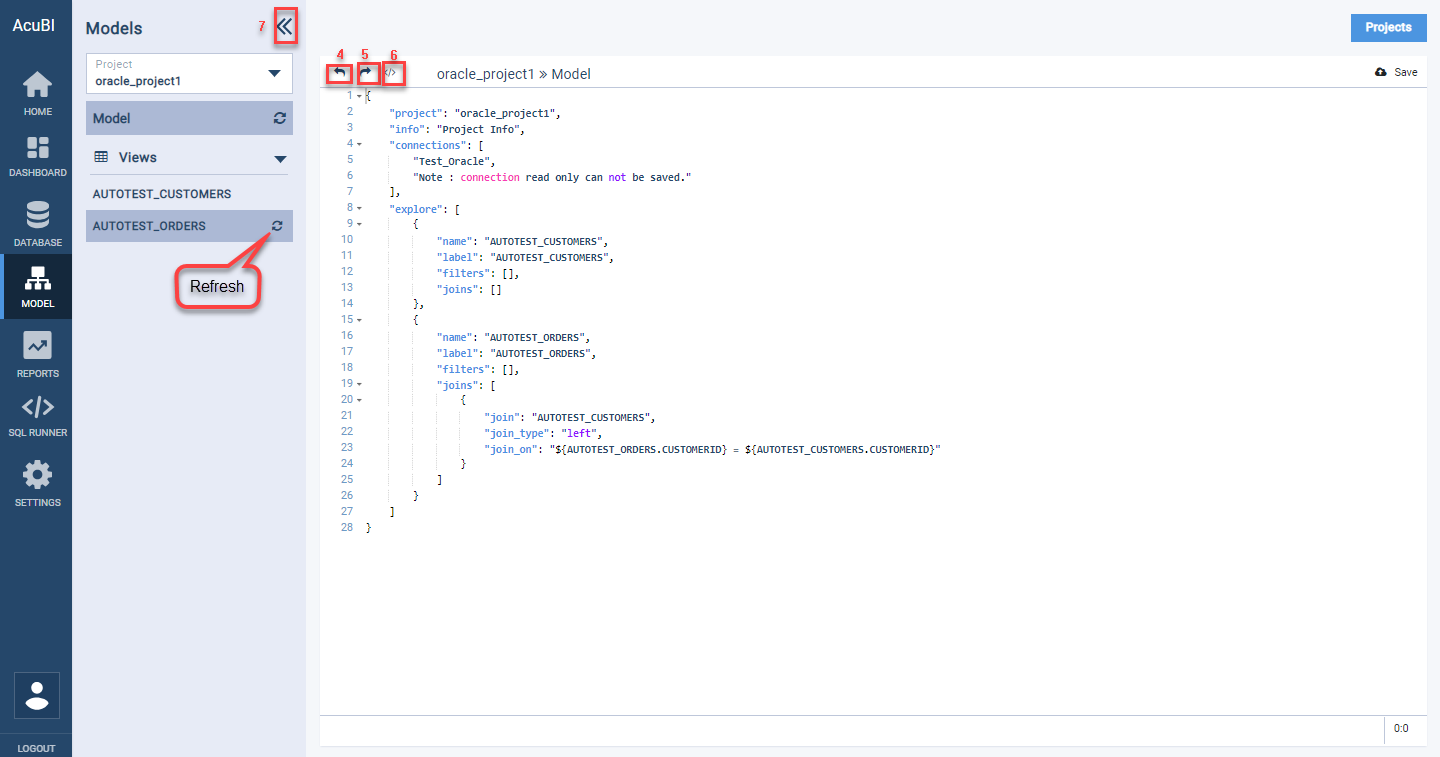 AcuBI
HOME
DASHBOARD
DATABASE
MODEL
REPORTS
SQL RUNNER
SETTINGS
LOGOUT
Models
7
Project
oracle_project1
Model
Views
AUTOTEST_CUSTOMERS
AUTOTEST_ORDERS
Refresh
Projects
4 5 6
</> oracle_project1 » Model
Save
1 {
2 "project": "oracle_project1",
3 "info": "Project Info",
4 "connections": [
5 "Test_Oracle",
6 "Note : connection read only can not be saved."
7 ],
8 "explore": [
9 {
10 "name": "AUTOTEST_CUSTOMERS",
11 "label": "AUTOTEST_CUSTOMERS",
12 "filters": [],
13 "joins": []
14 },
15 {
16 "name": "AUTOTEST_ORDERS",
17 "label": "AUTOTEST_ORDERS",
18 "filters": [],
19 "joins": [
20 {
21 "join": "AUTOTEST_CUSTOMERS",
22 "join_type": "left",
23 "join_on": "${AUTOTEST_ORDERS.CUSTOMERID} = ${AUTOTEST_CUSTOMERS.CUSTOMERID}"
24 }
25 ]
26 }
27 ]
28 }
0:0